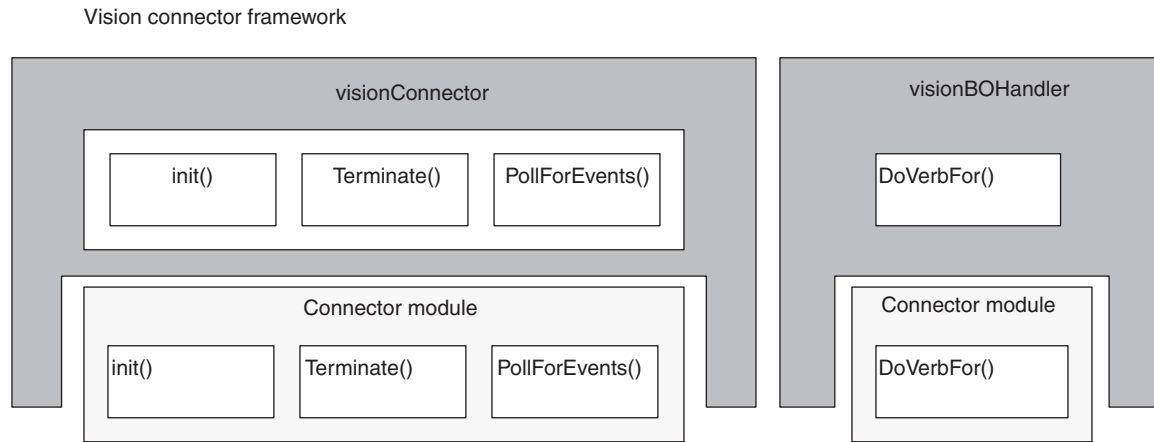 Vision connector framework
visionConnector
init()
Terminate()
PollForEvents()
Connector module
init()
Terminate()
PollForEvents()
visionBOHandler
DoVerbFor()
Connector module
DoVerbFor()